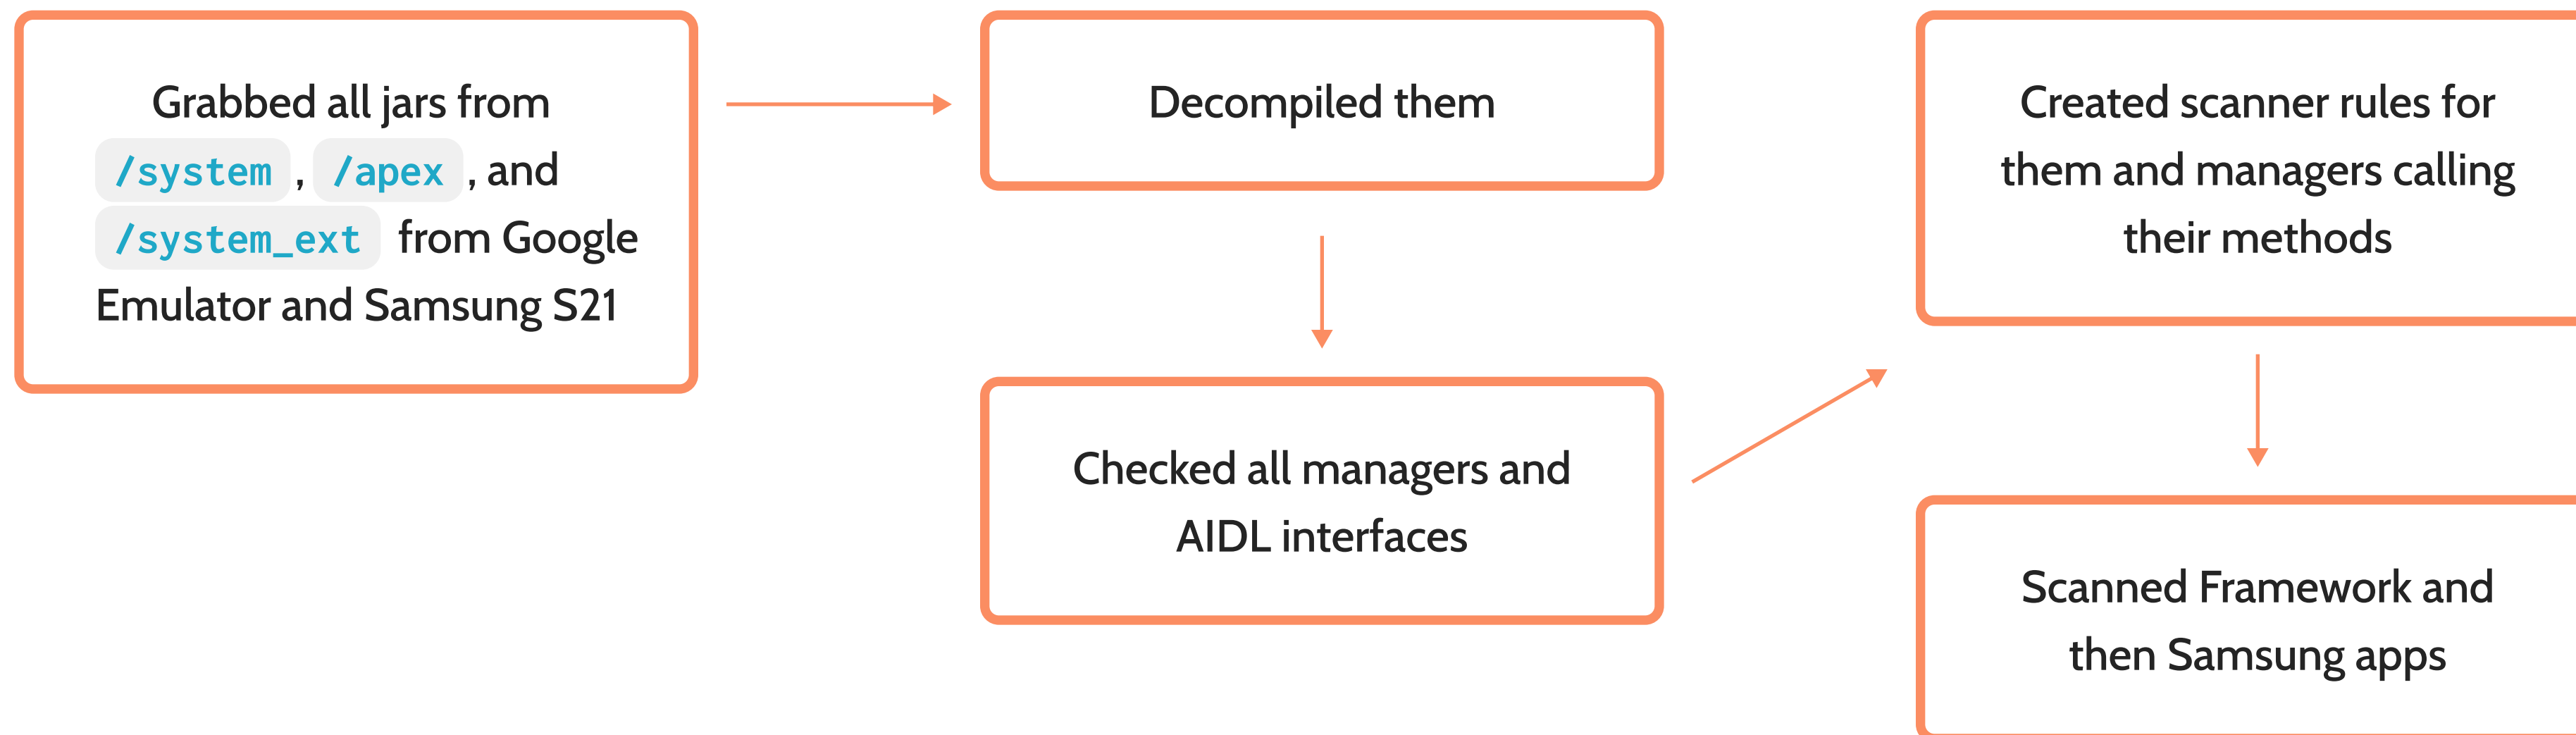 Grabbed all jars from
/system , /apex , and
/system_ext from Google
Emulator and Samsung S21
Decompiled them
Checked all managers and
AIDL interfaces
Created scanner rules for
them and managers calling
their methods
Scanned Framework and
then Samsung apps